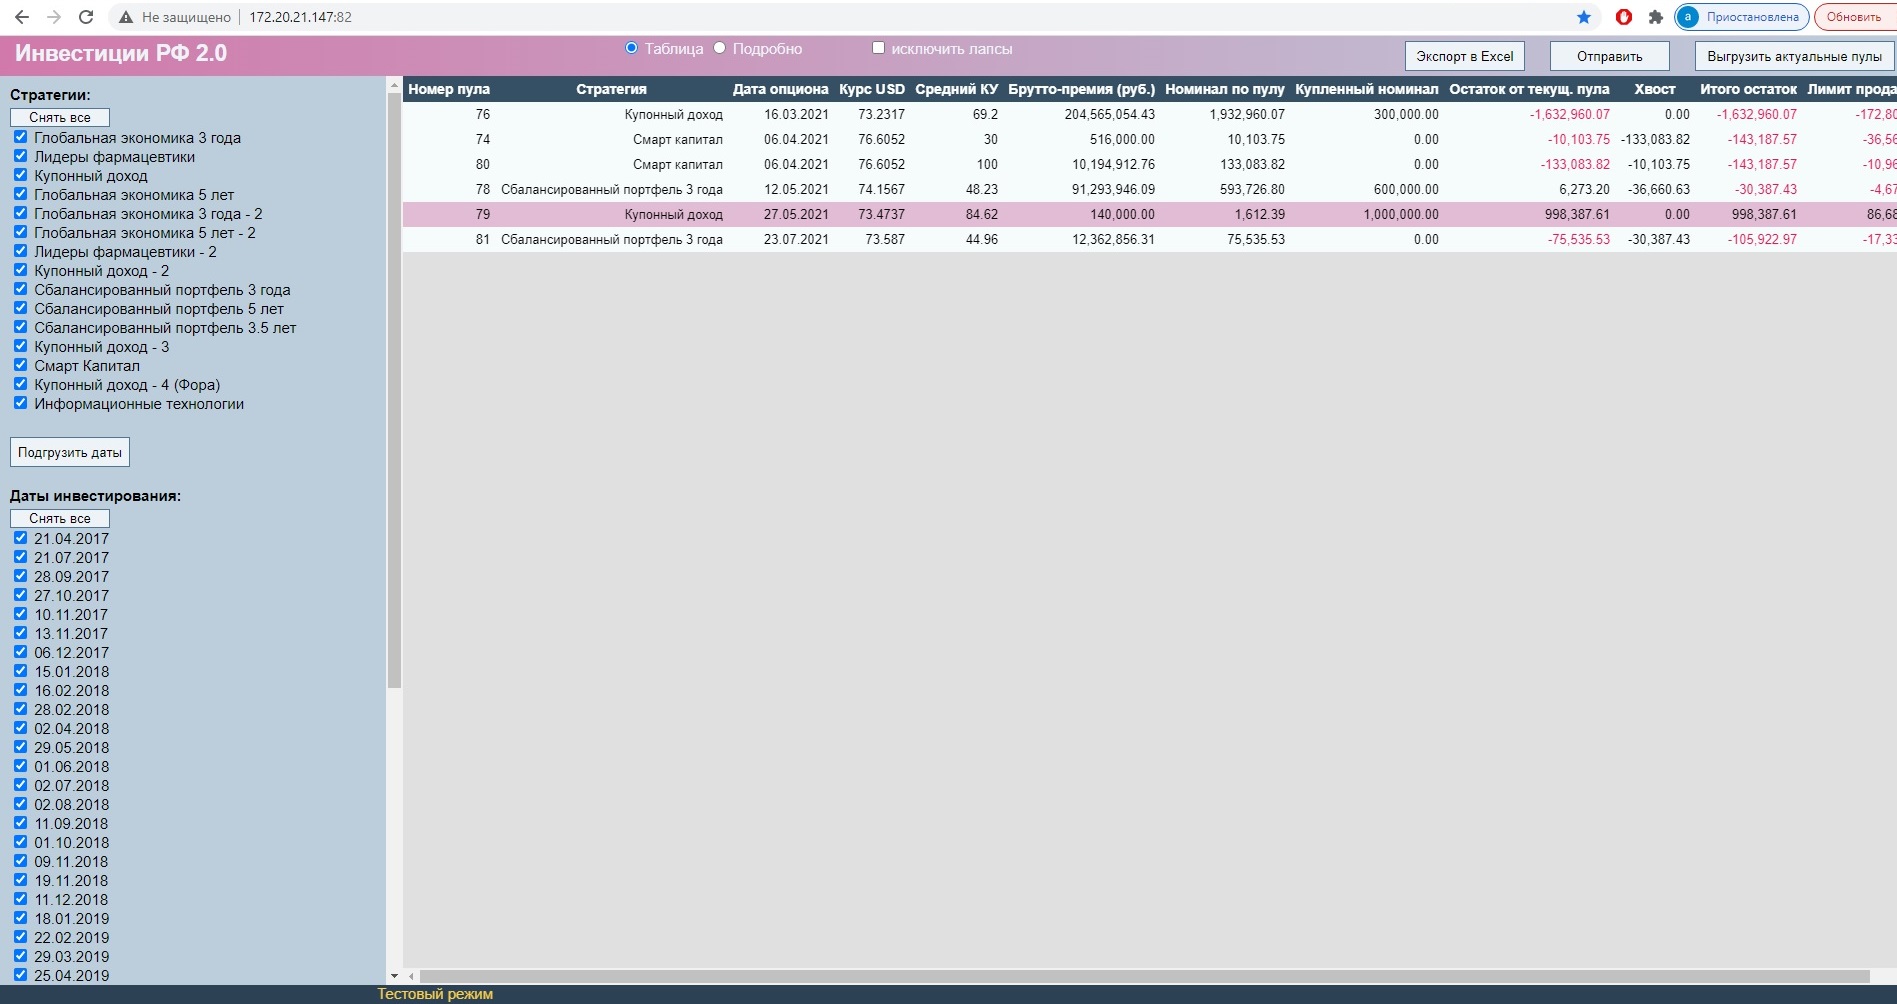 Не защищено 172.20.21.147:82 a Приостановлена Обновить
Инвестиции РФ 2.0 Таблица Подробно исключить лапсы Экспорт в Excel Отправить Выгрузить актуальные пулы
Стратегии:
Снять все
Глобальная экономика 3 года
Лидеры фармацевтики
Купонный доход
Глобальная экономика 5 лет
Глобальная экономика 3 года - 2
Глобальная экономика 5 лет - 2
Лидеры фармацевтики - 2
Купонный доход - 2
Сбалансированный портфель 3 года
Сбалансированный портфель 5 лет
Сбалансированный портфель 3.5 лет
Купонный доход - 3
Смарт Капитал
Купонный доход - 4 (Фора)
Информационные технологии
Подгрузить даты
Даты инвестирования:
Снять все
21.04.2017
21.07.2017
28.09.2017
27.10.2017
10.11.2017
13.11.2017
06.12.2017
15.01.2018
16.02.2018
28.02.2018
02.04.2018
29.05.2018
01.06.2018
02.07.2018
02.08.2018
11.09.2018
01.10.2018
09.11.2018
19.11.2018
11.12.2018
18.01.2019
22.02.2019
29.03.2019
25.04.2019
Номер пула Стратегия Дата опциона Курс USD Средний КУ Брутто-премия (руб.) Номинал по пулу Купленный номинал Остаток от текущ. пула Хвост Итого остаток Лимит прода
76 Купонный доход 16.03.2021 73.2317 69.2 204,565,054.43 1,932,960.07 300,000.00 -1,632,960.07 0.00 -1,632,960.07 -172,80
74 Смарт капитал 06.04.2021 76.6052 30 516,000.00 10,103.75 0.00 -10,103.75 -133,083.82 -143,187.57 -36,56
80 Смарт капитал 06.04.2021 76.6052 100 10,194,912.76 133,083.82 0.00 -133,083.82 -10,103.75 -143,187.57 -10,96
78 Сбалансированный портфель 3 года 12.05.2021 74.1567 48.23 91,293,946.09 593,726.80 600,000.00 6,273.20 -36,660.63 -30,387.43 -4,67
79 Купонный доход 27.05.2021 73.4737 84.62 140,000.00 1,612.39 1,000,000.00 998,387.61 0.00 998,387.61 86,68
81 Сбалансированный портфель 3 года 23.07.2021 73.587 44.96 12,362,856.31 75,535.53 0.00 -75,535.53 -30,387.43 -105,922.97 -17,33
Тестовый режим